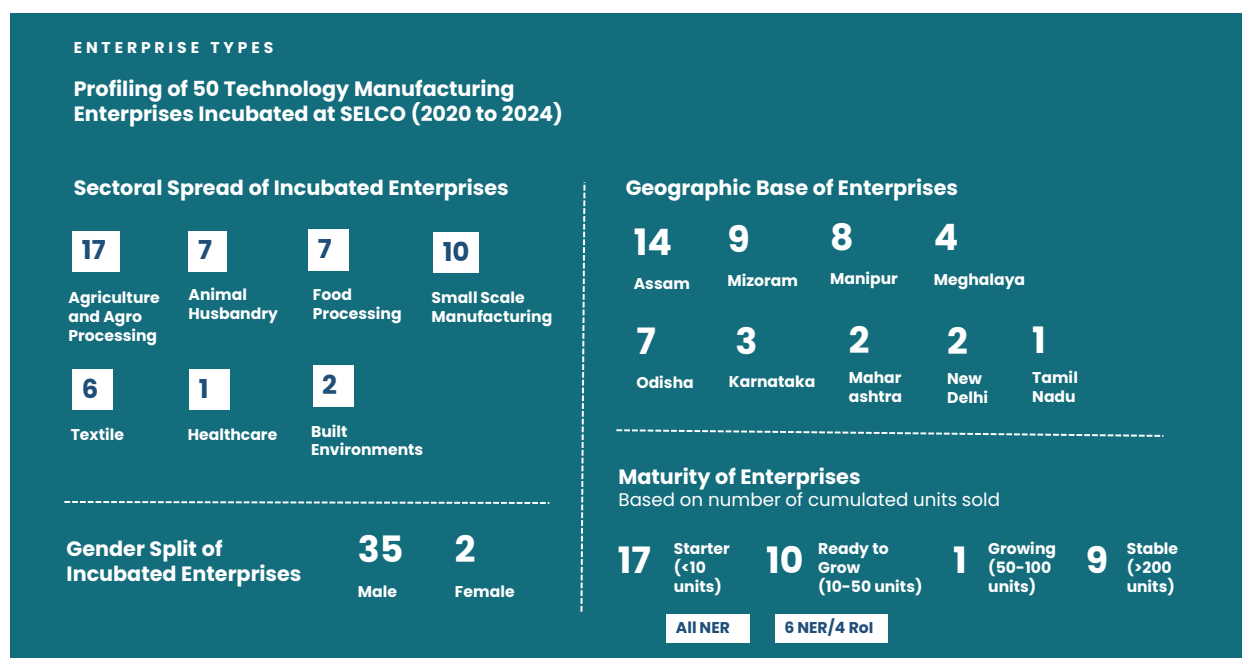 ENTERPRISE TYPES
Profiling of 50 Technology Manufacturing
Enterprises Incubated at SELCO (2020 to 2024)
Sectoral Spread of Incubated Enterprises
17
Agriculture
and Agro
Processing
7
Animal
Husbandry
7
Food
Processing
10
Small Scale
Manufacturing
6
Textile
1
Healthcare
2
Built
Environments
Gender Split of
Incubated Enterprises
35
Male
2
Female
Geographic Base of Enterprises
14
Assam
9
Mizoram
8
Manipur
4
Meghalaya
7
Odisha
3
Karnataka
2
Mahar
ashtra
2
New
Delhi
1
Tamil
Nadu
Maturity of Enterprises
Based on number of cumulated units sold
17
Starter
(<10
units)
All NER
10
Ready to
Grow
(10-50 units)
6 NER/4 RoI
1
Growing
(50-100
units)
9
Stable
(>200
units)